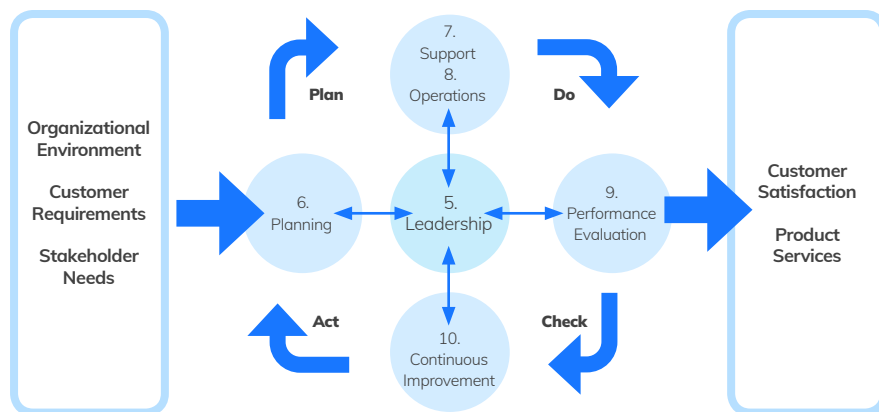 Organizational
Environment
Customer
Requirements
Stakeholder
Needs
Plan
7.
Support
8.
Operations
Do
6.
Planning
5.
Leadership
9.
Performance
Evaluation
Act
10.
Continuous
Improvement
Check
Customer
Satisfaction
Product
Services